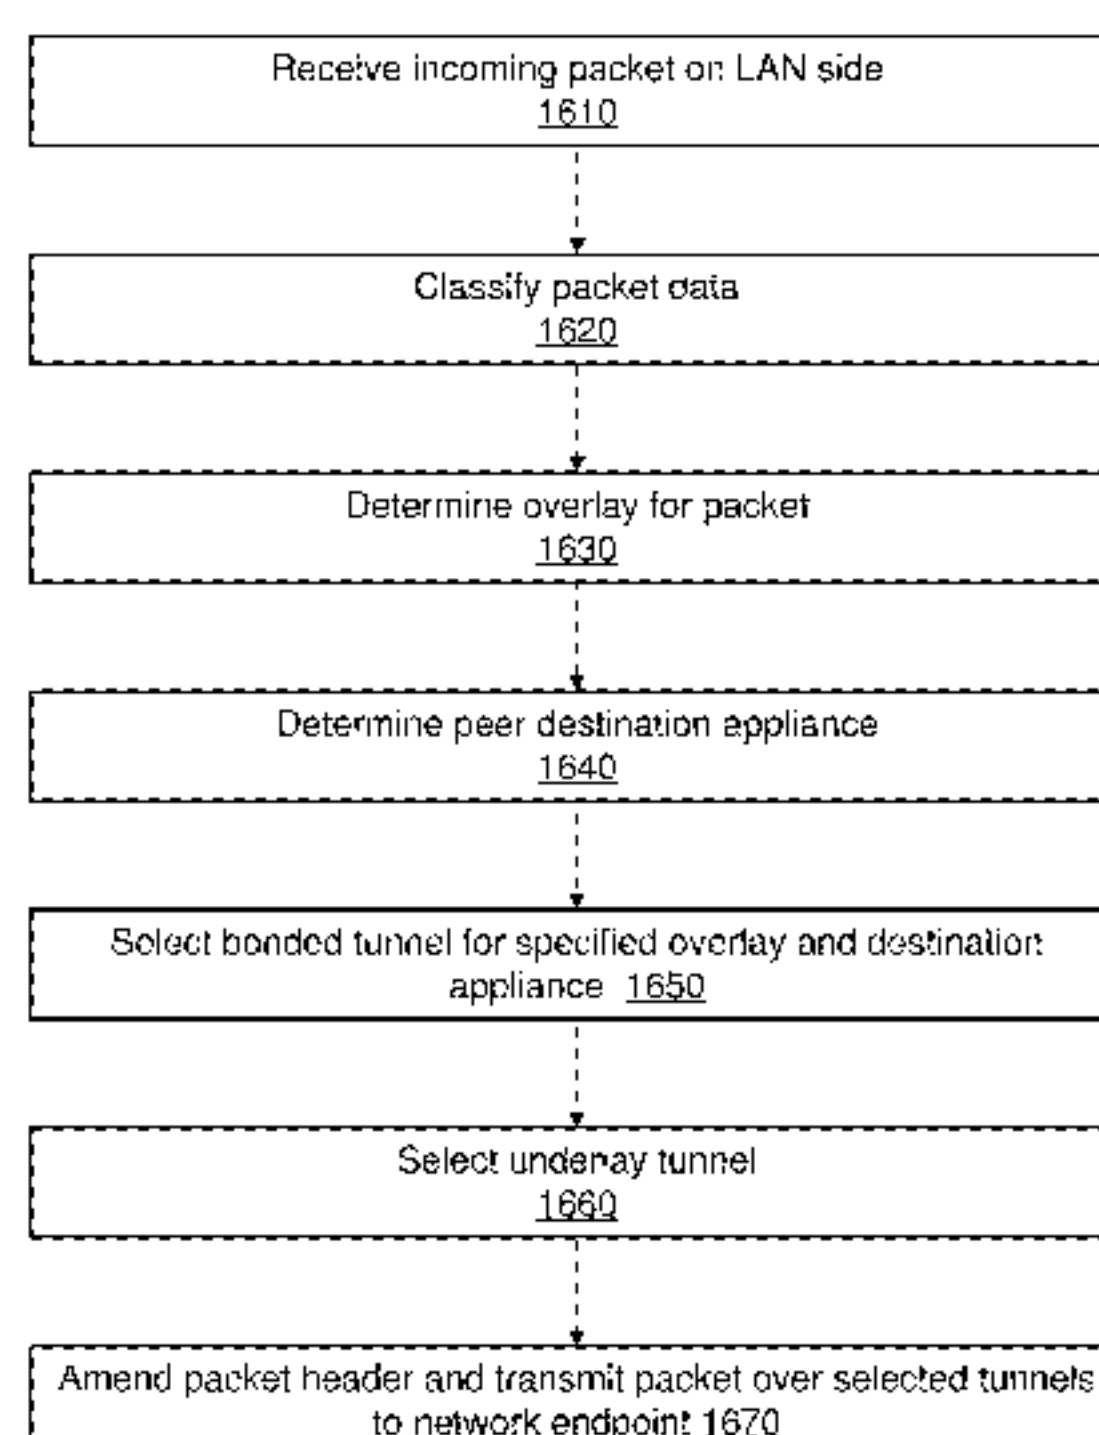 Receive incoming packet on LAN side
1610
Classify packet data
1620
Determine overlay for packet
1630
Determine peer destination appliance
1640
Select bonded tunnel for specified overlay and destination
appliance 1650
Select underlay tunnel
1660
Amend packet header and transmit packet over selected tunnels
to network endpoint 1670